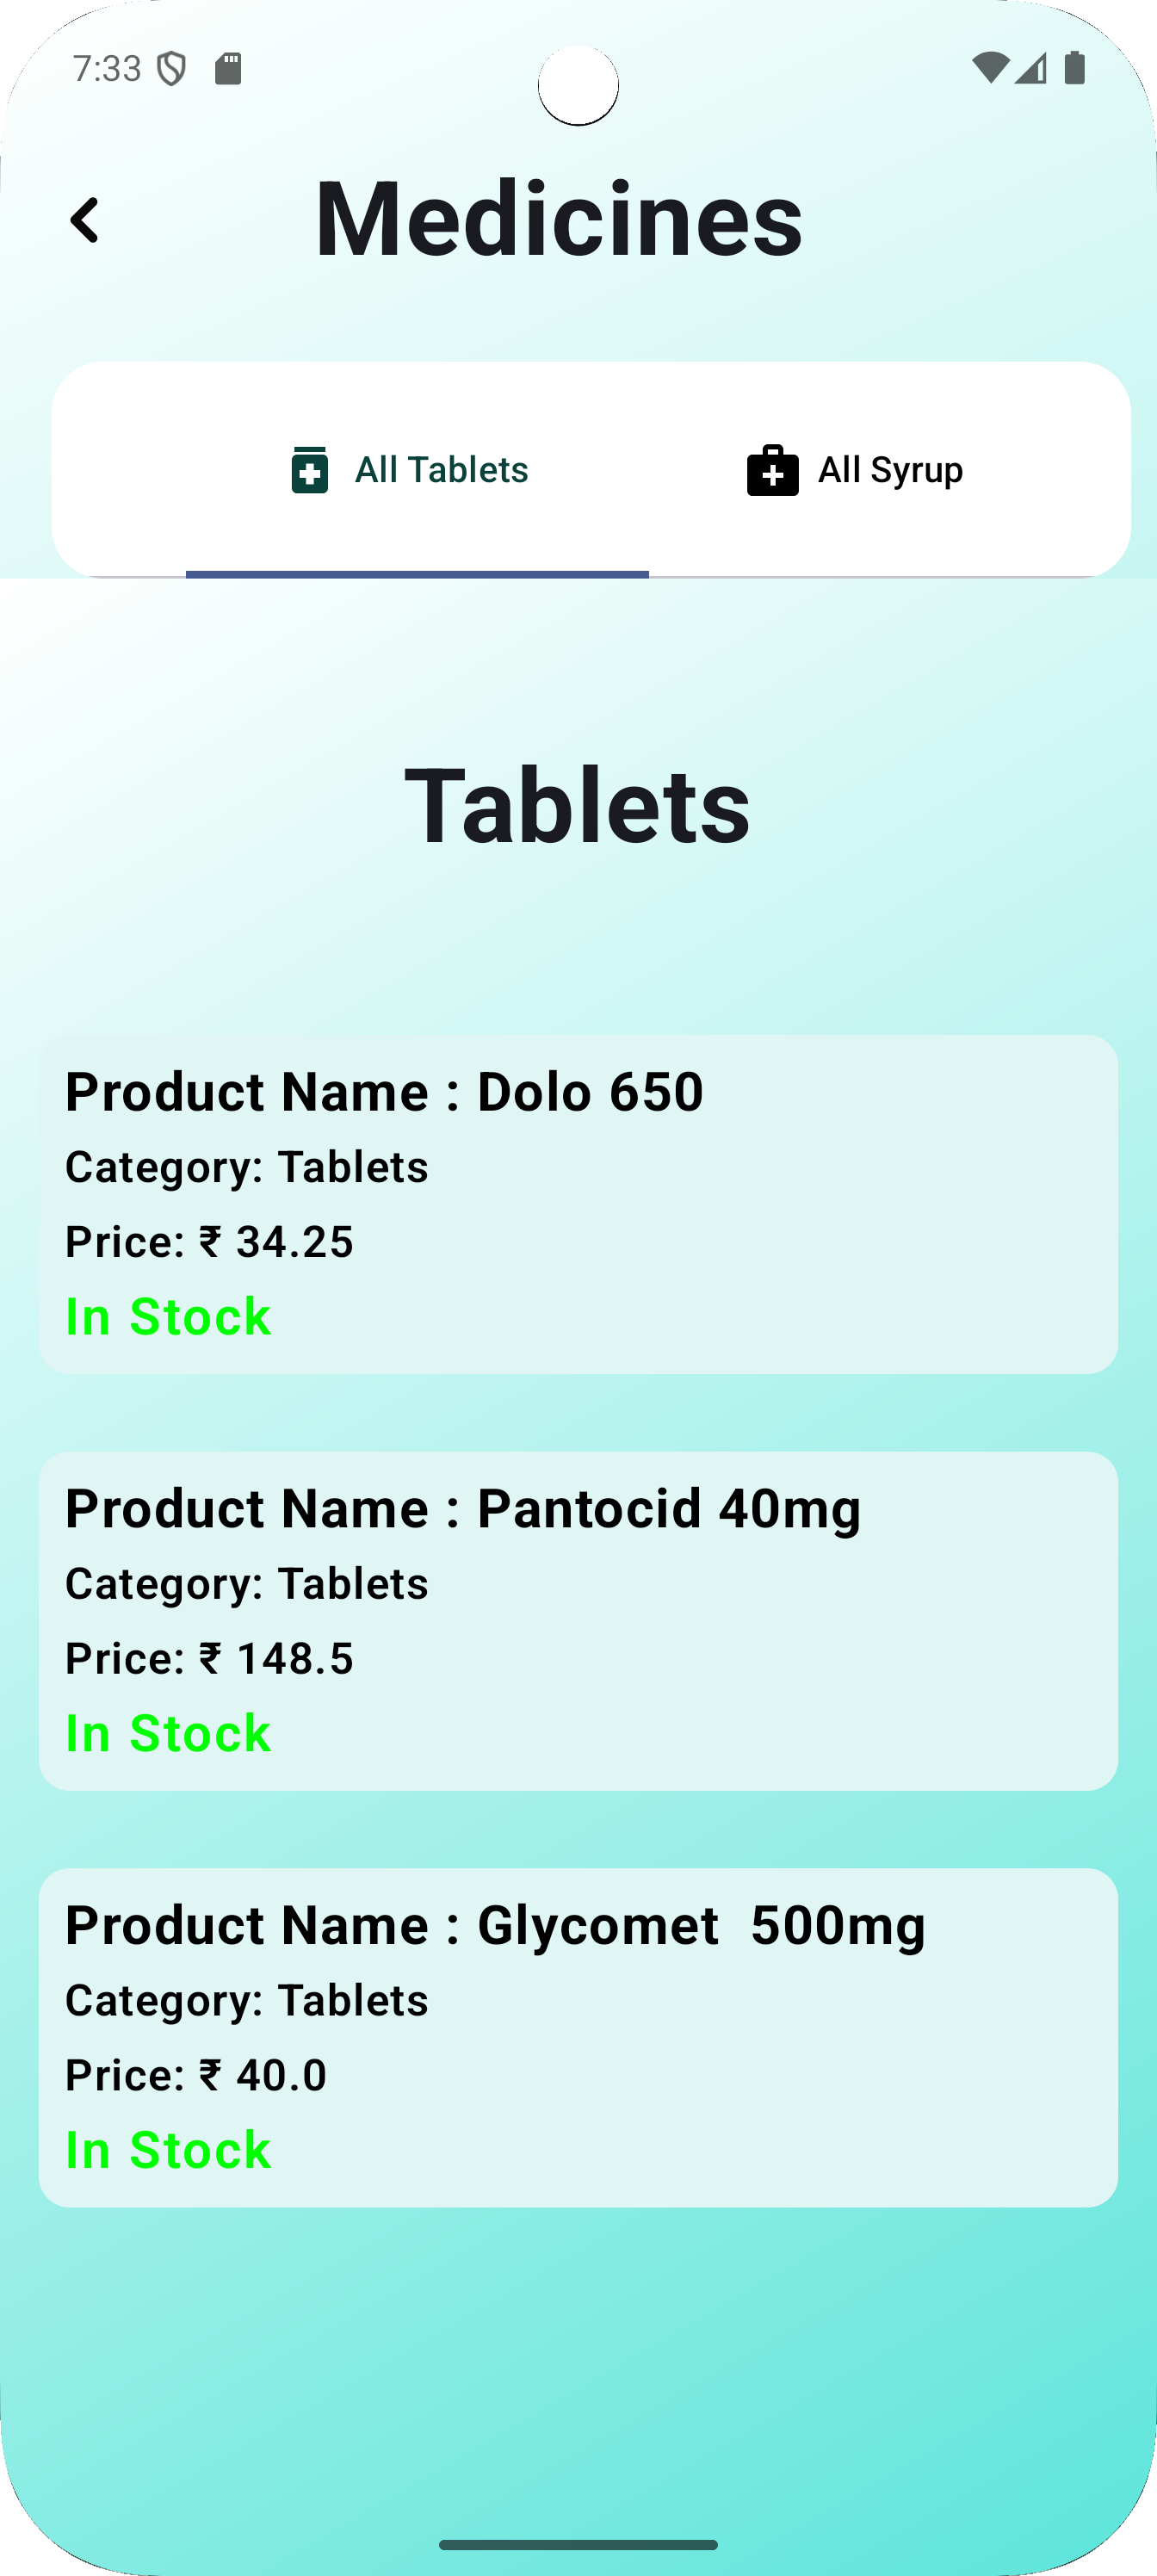 7:33
Medicines
All Tablets
All Syrup
Tablets
Product Name : Dolo 650
Category: Tablets
Price: ₹ 34.25
In Stock
Product Name : Pantocid 40mg
Category: Tablets
Price: ₹ 148.5
In Stock
Product Name : Glycomet  500mg
Category: Tablets
Price: ₹ 40.0
In Stock